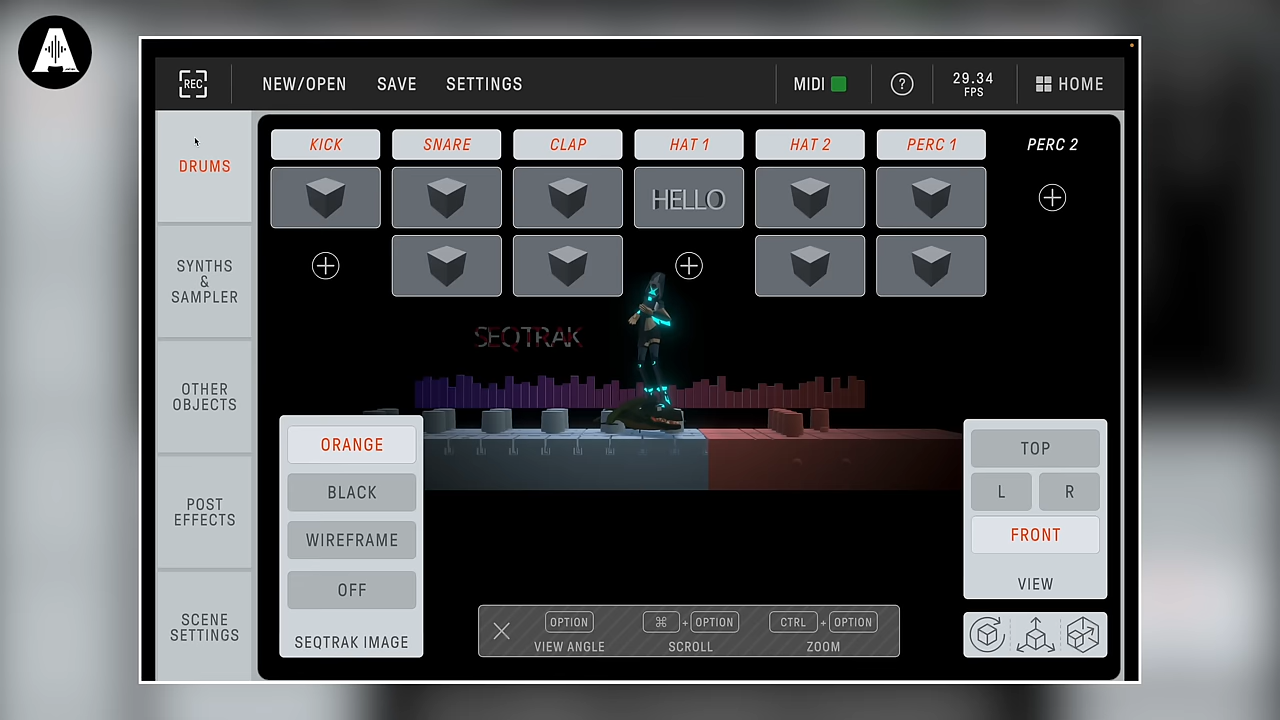 REC
NEW/OPEN
SAVE
SETTINGS
MIDI
?
29.34
FPS
HOME
DRUMS
SYNTHS
&
SAMPLER
OTHER
OBJECTS
POST
EFFECTS
SCENE
SETTINGS
KICK
SNARE
CLAP
HAT 1
HAT 2
PERC 1
PERC 2
HELLO
SEQTRAK
ORANGE
BLACK
WIREFRAME
OFF
SEQTRAK IMAGE
OPTION
VIEW ANGLE
⌘ + OPTION
SCROLL
CTRL + OPTION
ZOOM
TOP
L
R
FRONT
VIEW